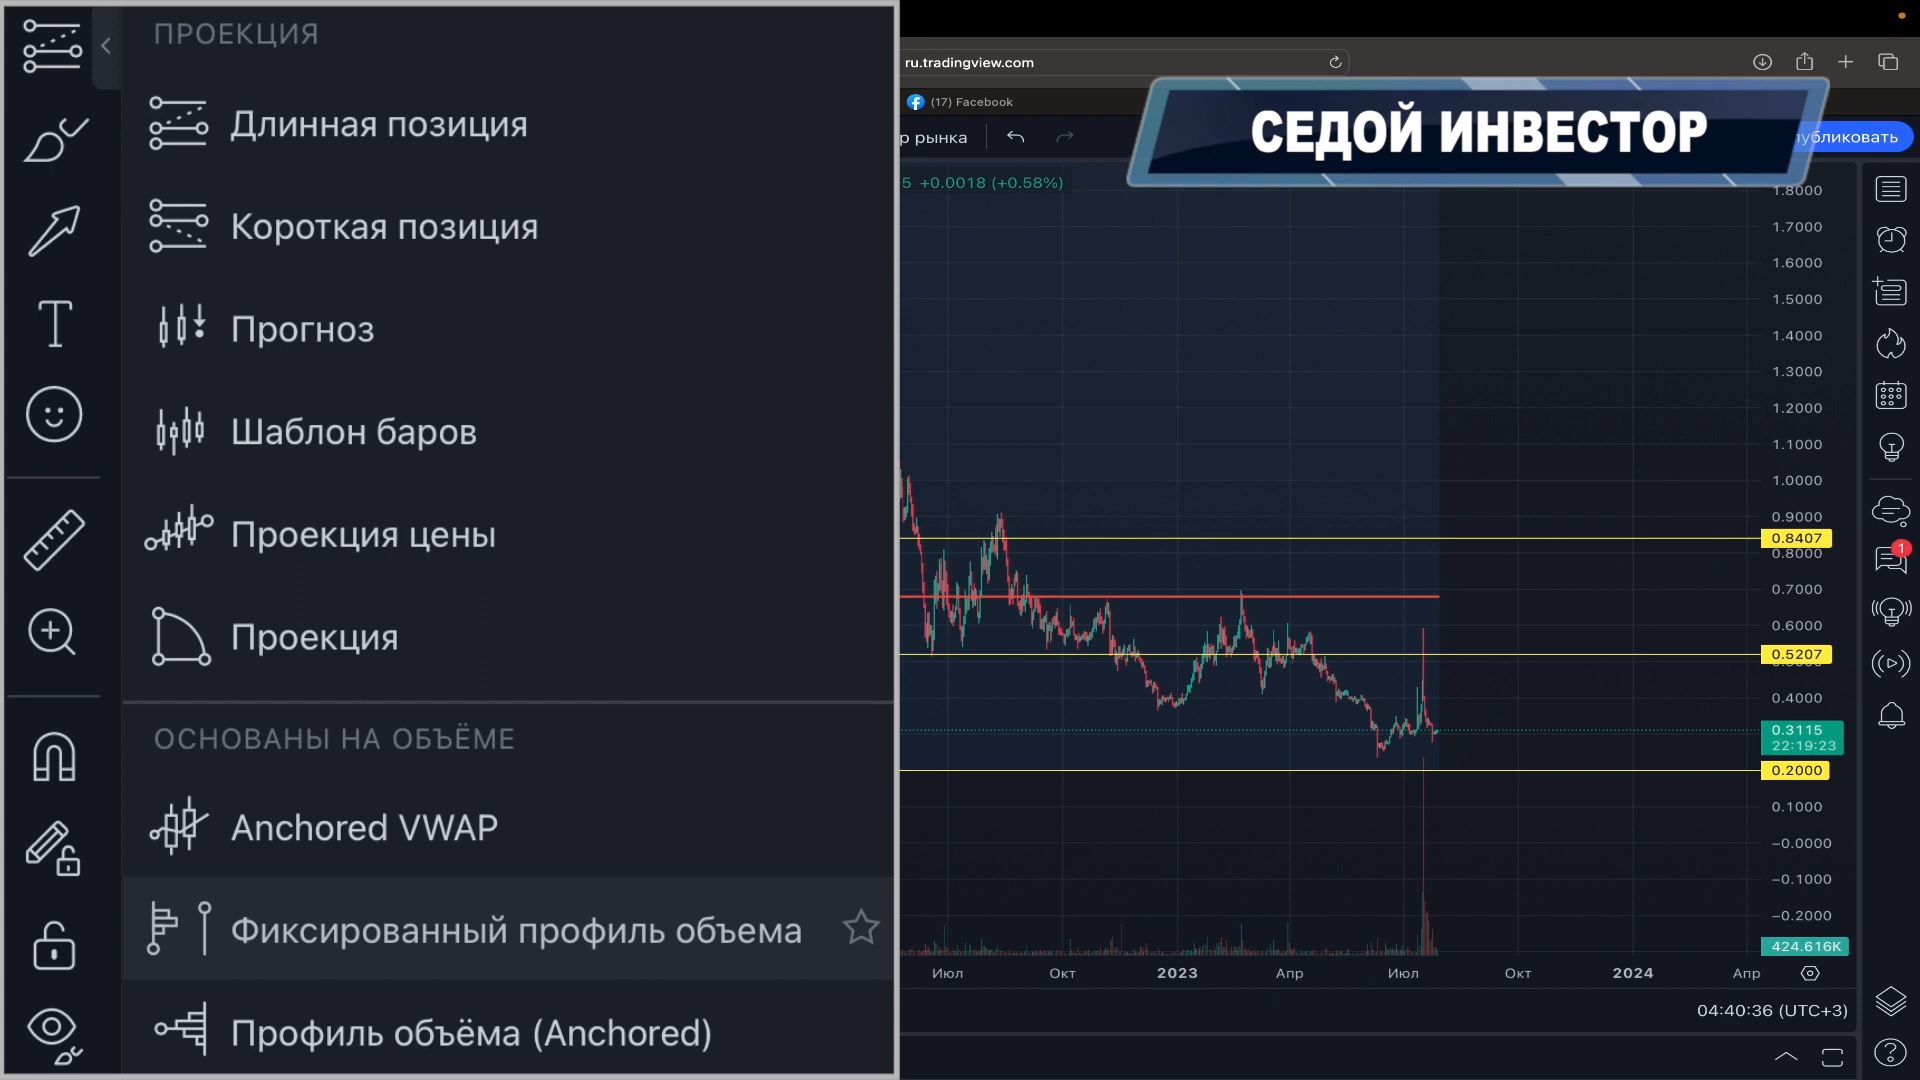 ПРОЕКЦИЯ
Длинная позиция
Короткая позиция
Прогноз
Шаблон баров
Проекция цены
Проекция
ОСНОВАНЫ НА ОБЪЁМЕ
Anchored VWAP
Фиксированный профиль объема
Профиль объёма (Anchored)
ru.tradingview.com
(17) Facebook
р рынка
убликовать
СЕДОЙ ИНВЕСТОР
5 +0.0018 (+0.58%)
1.8000
1.7000
1.6000
1.5000
1.4000
1.3000
1.2000
1.1000
1.0000
0.9000
0.8407
0.8000
0.7000
0.6000
0.5207
0.4000
0.3115
22:19:23
0.2000
0.1000
−0.0000
−0.1000
−0.2000
424.616K
1
Июл Окт 2023 Апр Июл Окт 2024 Апр
04:40:36 (UTC+3)